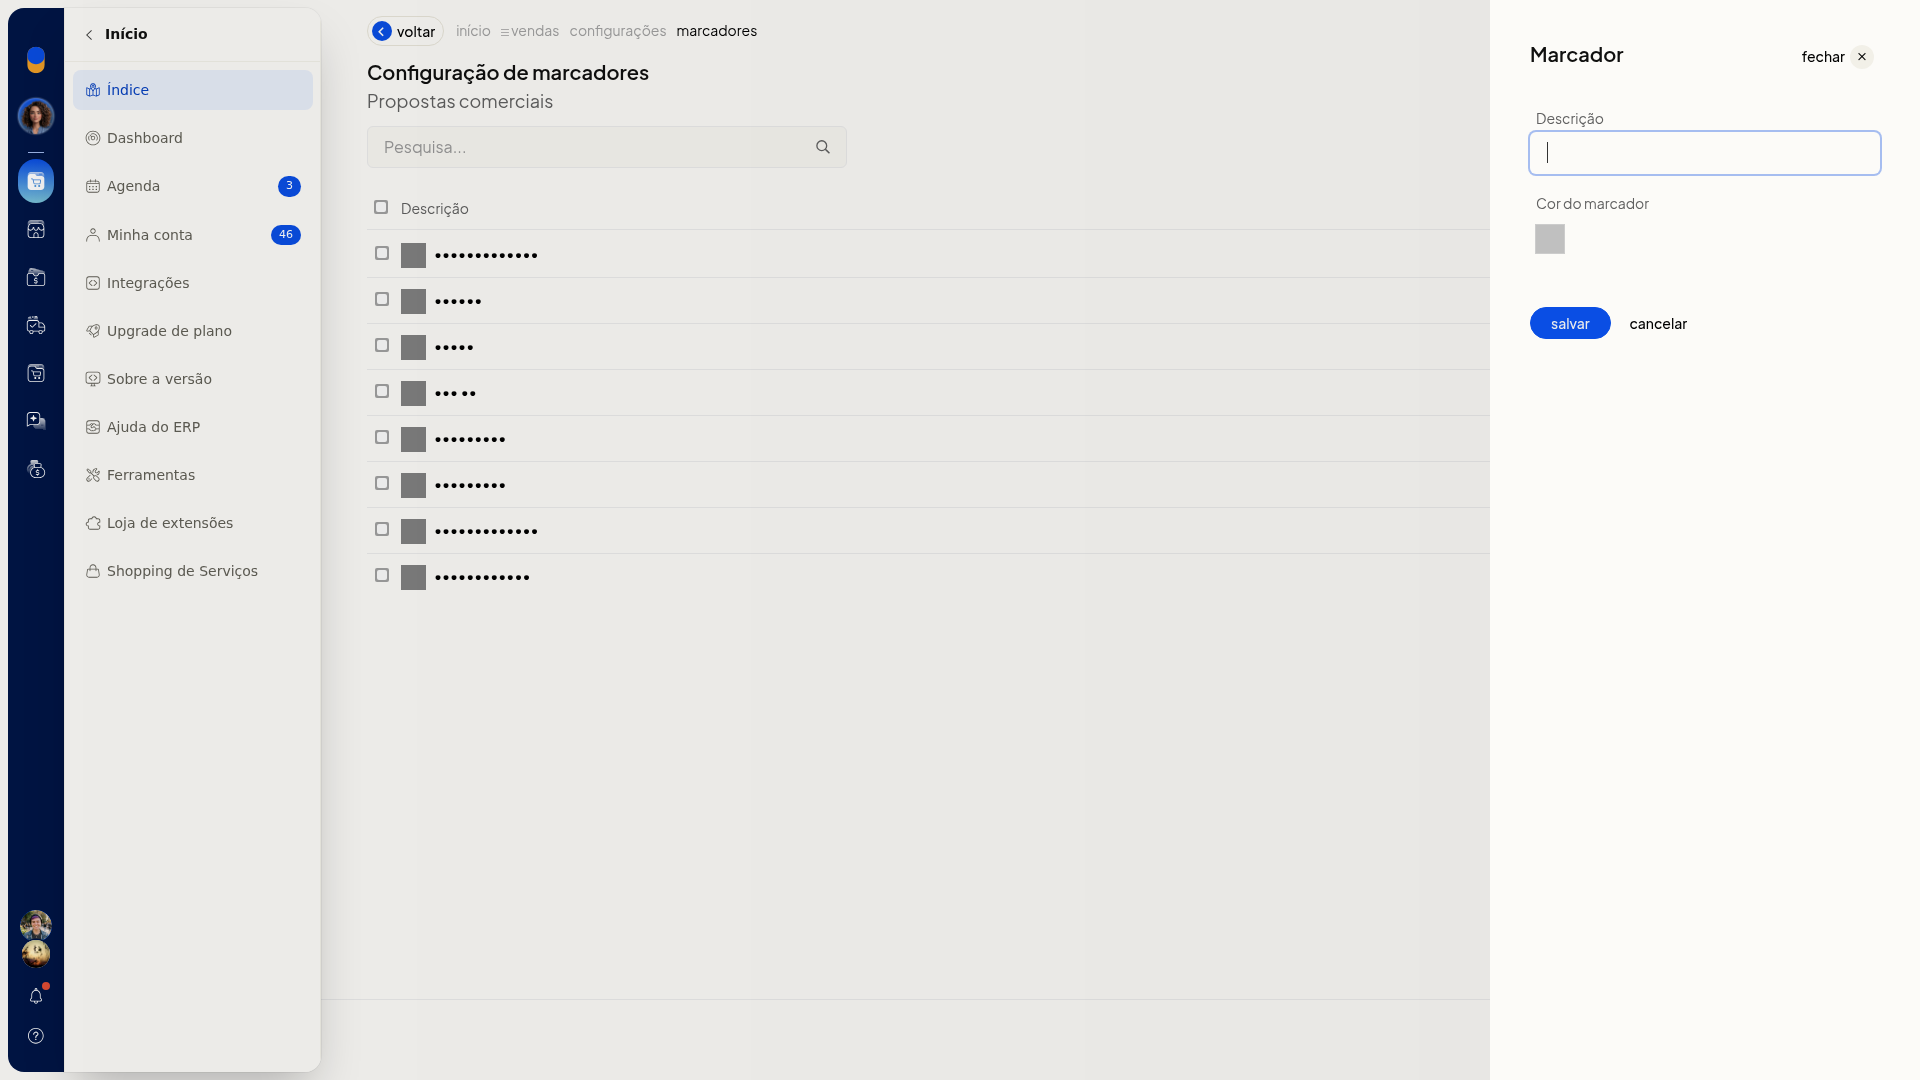 Início
Índice
Dashboard
Agenda 3
Minha conta 46
Integrações
Upgrade de plano
Sobre a versão
Ajuda do ERP
Ferramentas
Loja de extensões
Shopping de Serviços
voltar início vendas configurações marcadores
Configuração de marcadores
Propostas comerciais
Pesquisa...
Descrição
•••••••••••••
••••••
•••••
••• ••
•••••••••
•••••••••
•••••••••••••
••••••••••••
Marcador fechar
Descrição
Cor do marcador
salvar cancelar